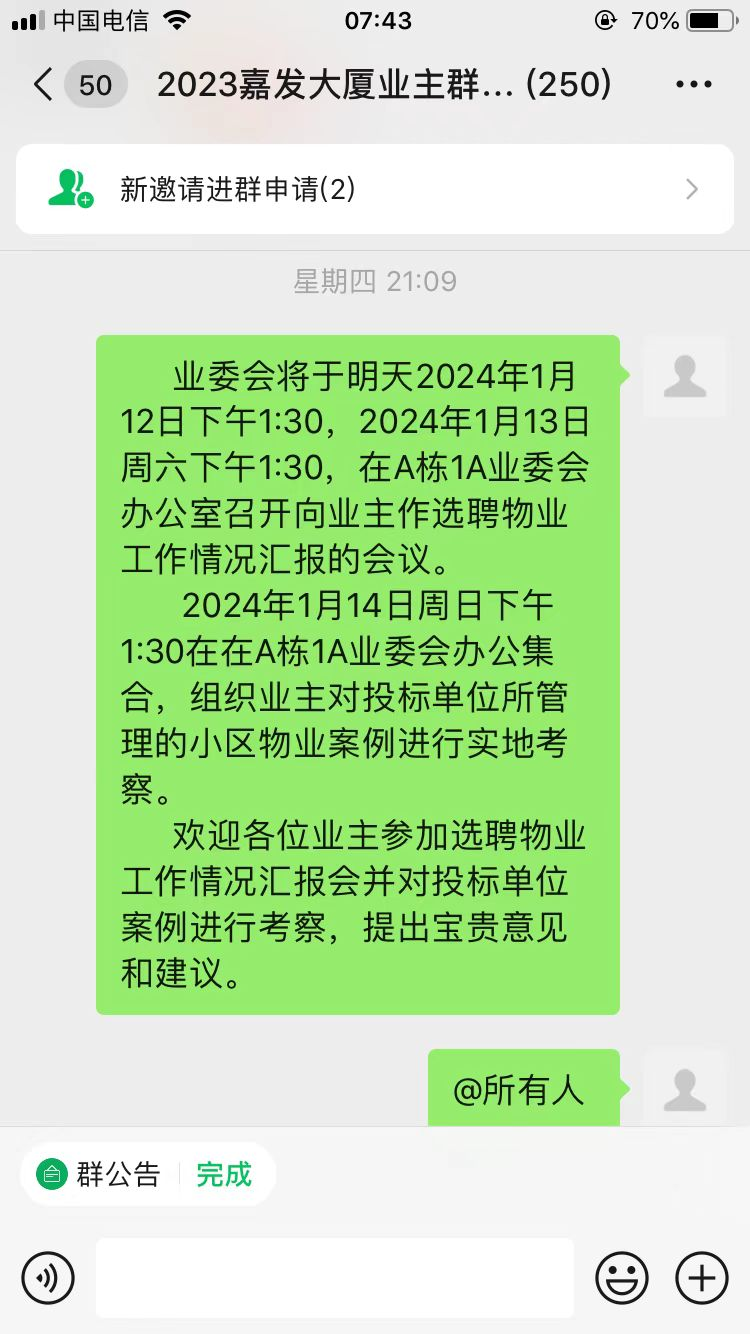 中国电信 07:43 70%
50 2023嘉发大厦业主群... (250)
新邀请进群申请(2)
星期四 21:09
业委会将于明天2024年1月
12日下午1:30，2024年1月13日
周六下午1:30，在A栋1A业委会
办公室召开向业主作选聘物业
工作情况汇报的会议。
2024年1月14日周日下午
1:30在在A栋1A业委会办公集
合，组织业主对投标单位所管
理的小区物业案例进行实地考
察。
欢迎各位业主参加选聘物业
工作情况汇报会并对投标单位
案例进行考察，提出宝贵意见
和建议。
@所有人
群公告 完成